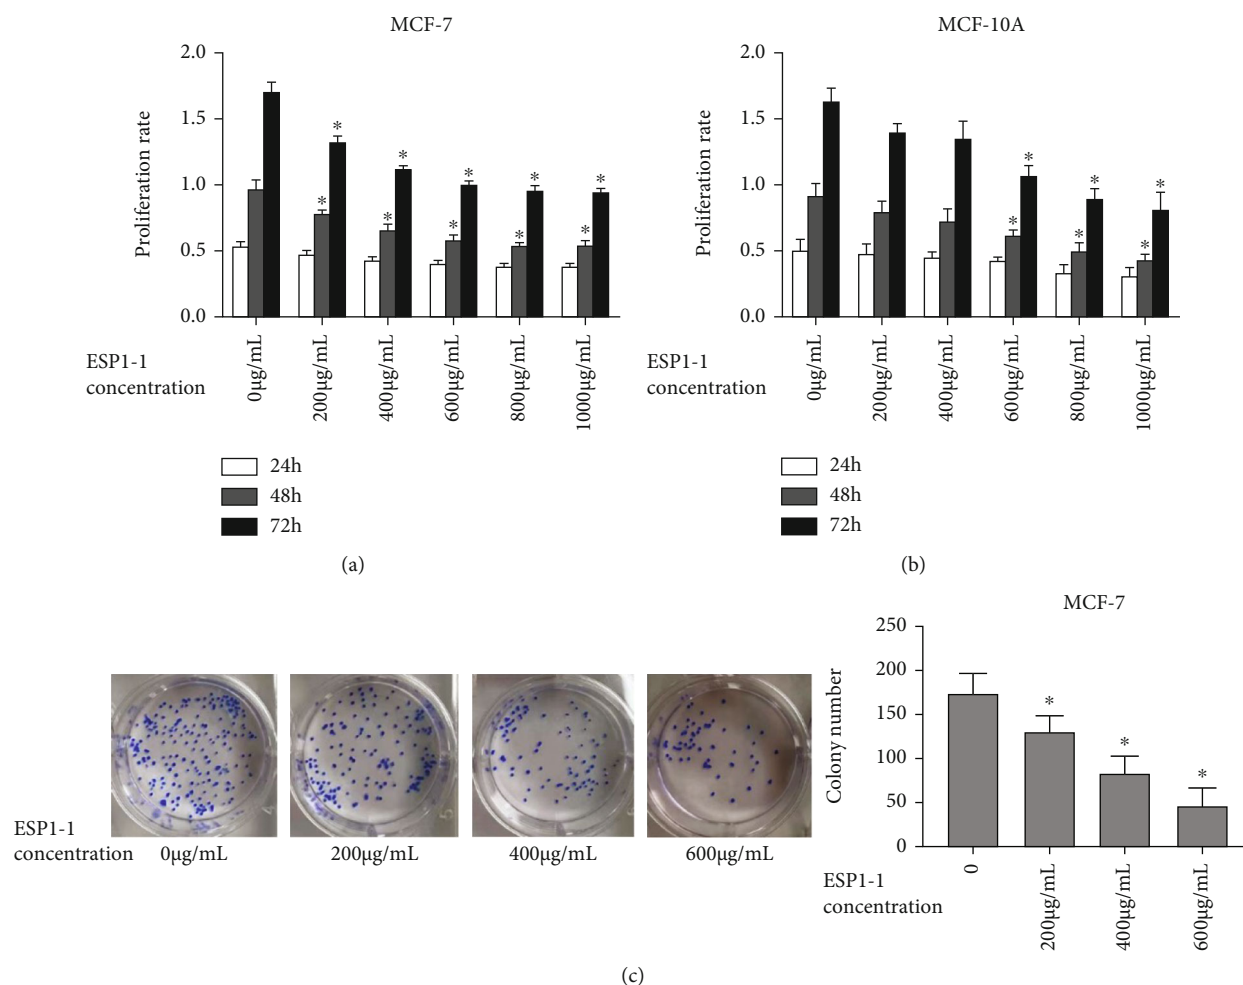 MCF-7
Proliferation rate
2.0
1.5
1.0
0.5
0.0
*
*
*
*
*
*
*
*
*
*
ESP1-1
concentration
0μg/mL
200μg/mL
400μg/mL
600μg/mL
800μg/mL
1000μg/mL
24h
48h
72h
(a)
MCF-10A
Proliferation rate
2.0
1.5
1.0
0.5
0.0
*
*
*
*
*
*
ESP1-1
concentration
0μg/mL
200μg/mL
400μg/mL
600μg/mL
800μg/mL
1000μg/mL
24h
48h
72h
(b)
ESP1-1
concentration
0μg/mL
200μg/mL
400μg/mL
600μg/mL
MCF-7
Colony number
250
200
150
100
50
0
*
*
*
ESP1-1
concentration
0
200μg/mL
400μg/mL
600μg/mL
(c)